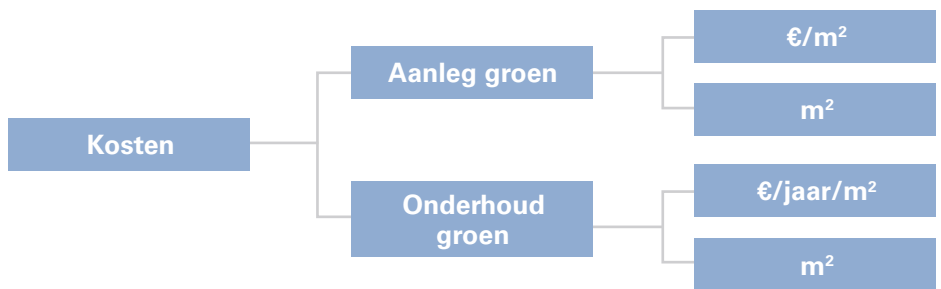 Kosten
Aanleg groen
€/m²
m²
Onderhoud
groen
€/jaar/m²
m²